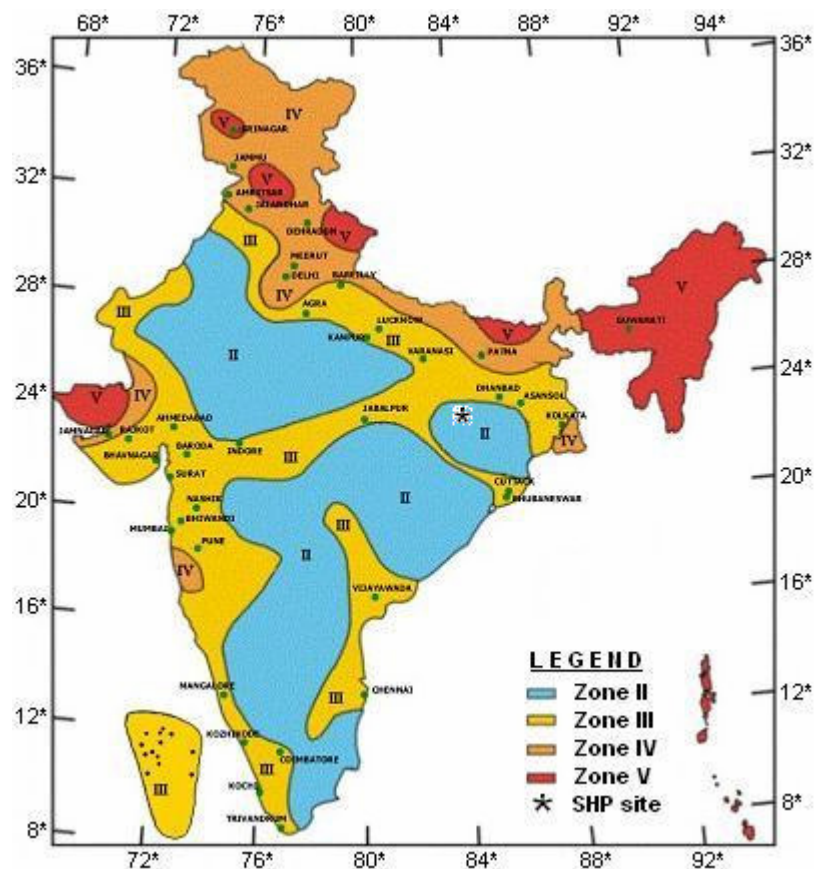 68* 72* 76* 80* 84* 88* 92* 94*
36* 36*
IV
V
SRINAGAR
JAMMU
32* 32*
V
AMRITSAR
JALANDHAR
DEHRADUN
V
III
MEERUT
DELHI
28* 28*
BAREILLY
V
IV
AGRA
III
LUCKNOW
GUWAHATI
V
KANPUR
III
VARANASI
PATNA
II
24* 24*
DHANBAD
ASANSOL
V
IV
AHMEDABAD
JABALPUR
KOLKATA
JAMNAGAR
RAJKOT
II
IV
BARODA
INDORE
BHAVNAGAR
III
SURAT
CUTTACK
20* 20*
NASHIK
II
BHUBANESWAR
BHIWANDI
III
MUMBAI
PUNE
II
IV
VIJAYAWADA
16* 16*
LEGEND
MANGALORE
III
CHENNAI
Zone II
12* 12*
Zone III
KOZHIKODE
COIMBATORE
Zone IV
III
III
KOCHI
Zone V
TRIVANDRUM
SHP site
8* 8*
72* 76* 80* 84* 88* 92*